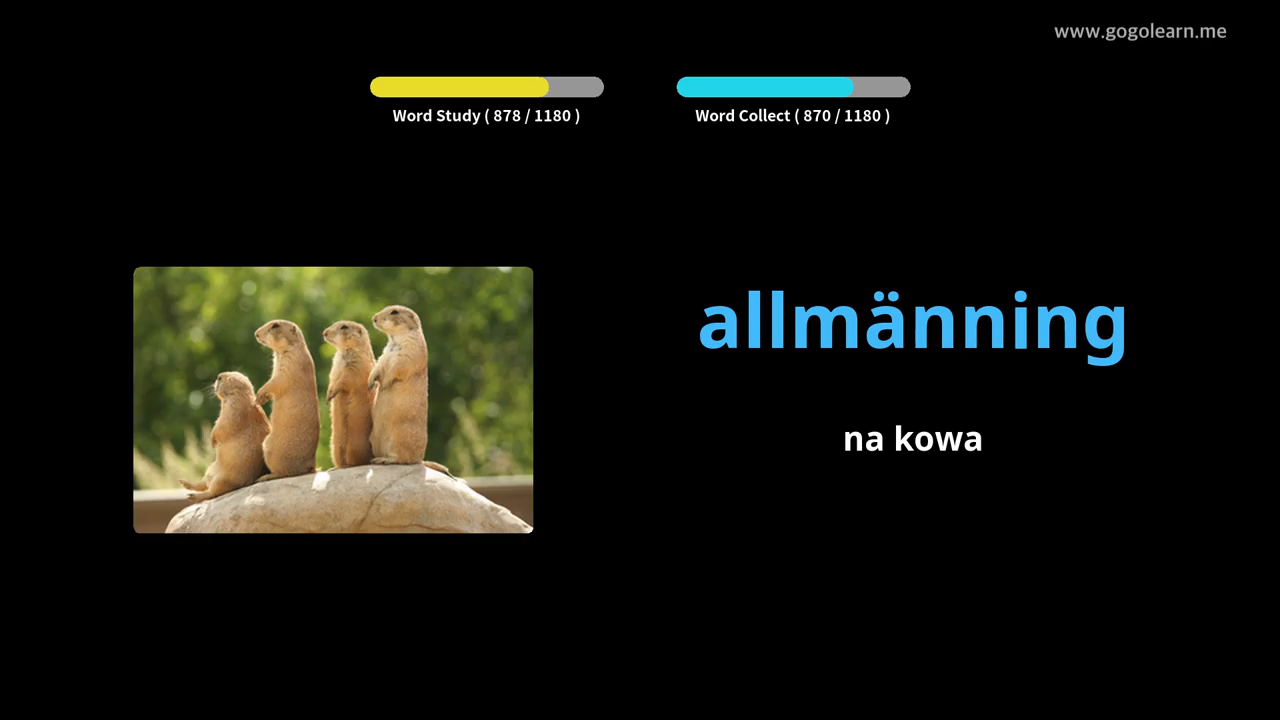 www.gogolearn.me
Word Study ( 878 / 1180 )
Word Collect ( 870 / 1180 )
allmänning
na kowa